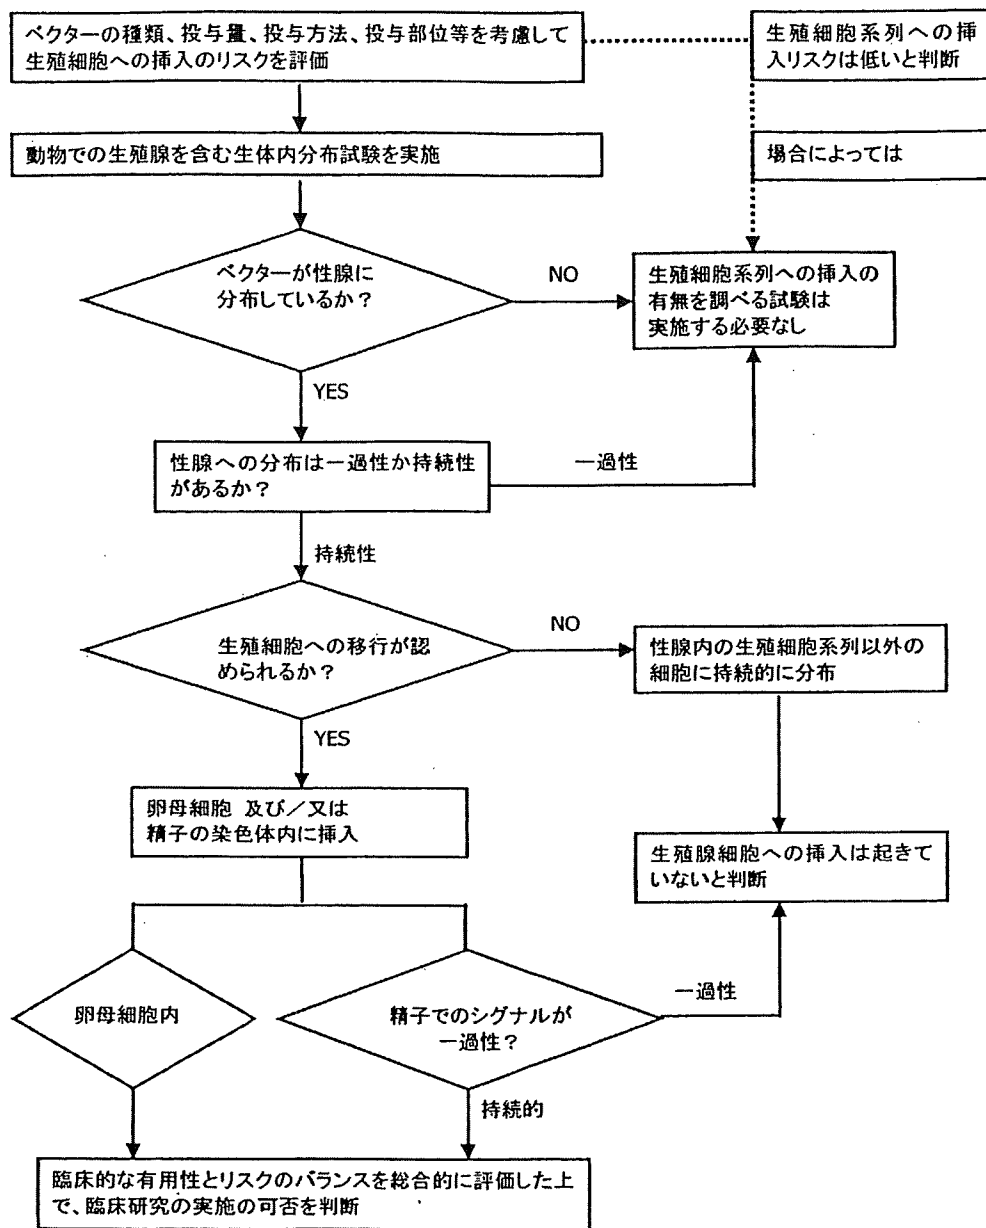 ベクターの種類、投与量、投与方法、投与部位等を考慮して
生殖細胞への挿入のリスクを評価
生殖細胞系列への挿
入リスクは低いと判断
動物での生殖腺を含む生体内分布試験を実施
場合によっては
ベクターが性腺に
分布しているか?
NO
生殖細胞系列への挿入の
有無を調べる試験は
実施する必要なし
YES
性腺への分布は一過性か持続性
があるか?
一過性
持続性
生殖細胞への移行が認
められるか?
NO
性腺内の生殖細胞系列以外の
細胞に持続的に分布
YES
卵母細胞 及び/又は
精子の染色体内に挿入
生殖腺細胞への挿入は起きて
いないと判断
卵母細胞内
精子でのシグナルが
一過性?
一過性
持続的
臨床的な有用性とリスクのバランスを総合的に評価した上
で、臨床研究の実施の可否を判断